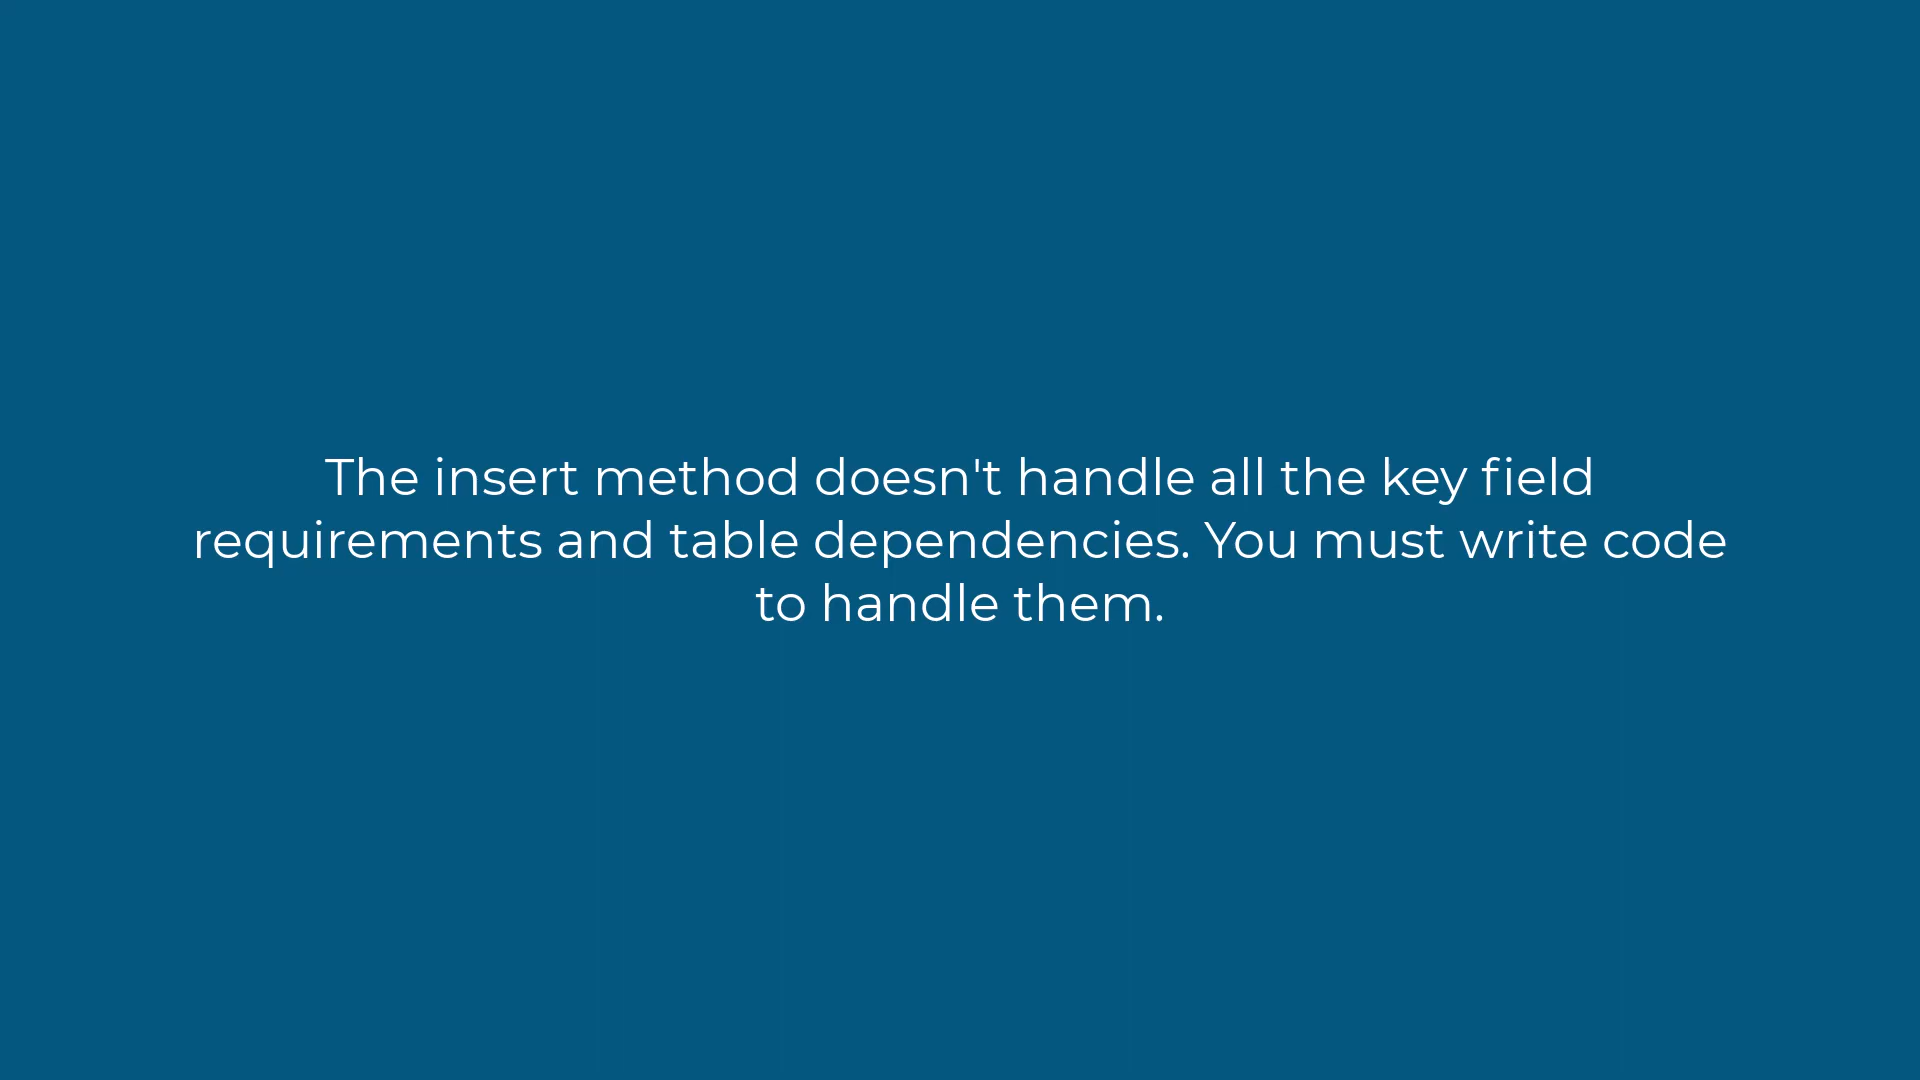 The insert method doesn't handle all the key field
requirements and table dependencies. You must write code
to handle them.